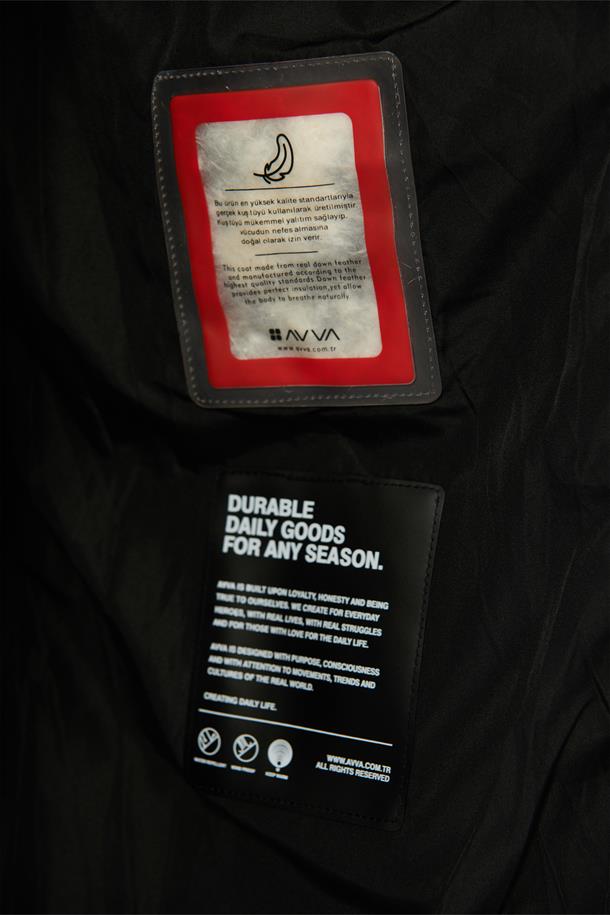 Bu ürün en yüksek kalite standartlarıyla
gerçek kuş tüyü kullanılarak üretilmiştir.
Kuş tüyü mükemmel yalıtım sağlayıp,
vücudun nefes almasına
doğal olarak izin verir.
This coat made from real down feather
and manufactured according to the
highest quality standards.Down feather
provides perfect insulation,yet allow
the body to breathe naturally
AVVA
www.avva.com.tr
DURABLE
DAILY GOODS
FOR ANY SEASON.
AVVA IS BUILT UPON LOYALTY, HONESTY AND BEING
TRUE TO OURSELVES. WE CREATE FOR EVERYDAY
HEROES, WITH REAL LIVES, WITH REAL STRUGGLES
AND FOR THOSE WITH LOVE FOR THE DAILY LIFE.
AVVA IS DESIGNED WITH PURPOSE, CONSCIOUSNESS
AND WITH ATTENTION TO MOVEMENTS, TRENDS AND
CULTURES OF THE REAL WORLD.
CREATING DAILY LIFE.
WATER REPELLENT WIND PROOF KEEP WARM
WWW.AVVA.COM.TR
ALL RIGHTS RESERVED